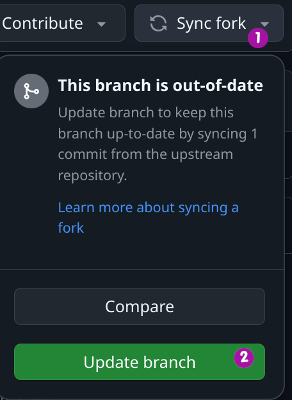 Contribute
Sync fork
1
This branch is out-of-date
Update branch to keep this
branch up-to-date by syncing 1
commit from the upstream
repository.
Learn more about syncing a
fork
Compare
Update branch
2